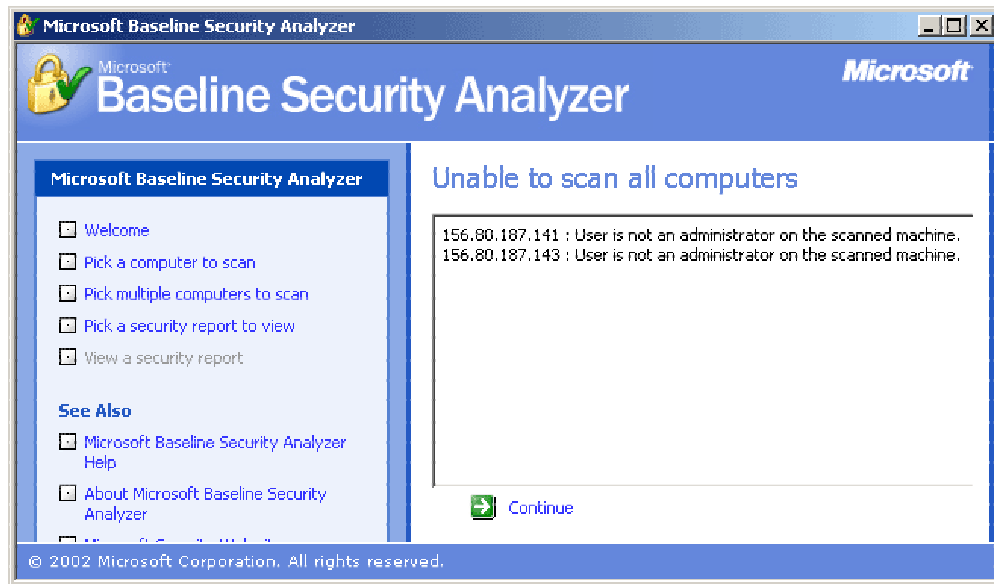 Microsoft Baseline Security Analyzer
Microsoft
Baseline Security Analyzer
Microsoft
Microsoft Baseline Security Analyzer
Welcome
Pick a computer to scan
Pick multiple computers to scan
Pick a security report to view
View a security report
See Also
Microsoft Baseline Security Analyzer
Help
About Microsoft Baseline Security
Analyzer
Unable to scan all computers
156.80.187.141 : User is not an administrator on the scanned machine.
156.80.187.143 : User is not an administrator on the scanned machine.
Continue
© 2002 Microsoft Corporation. All rights reserved.